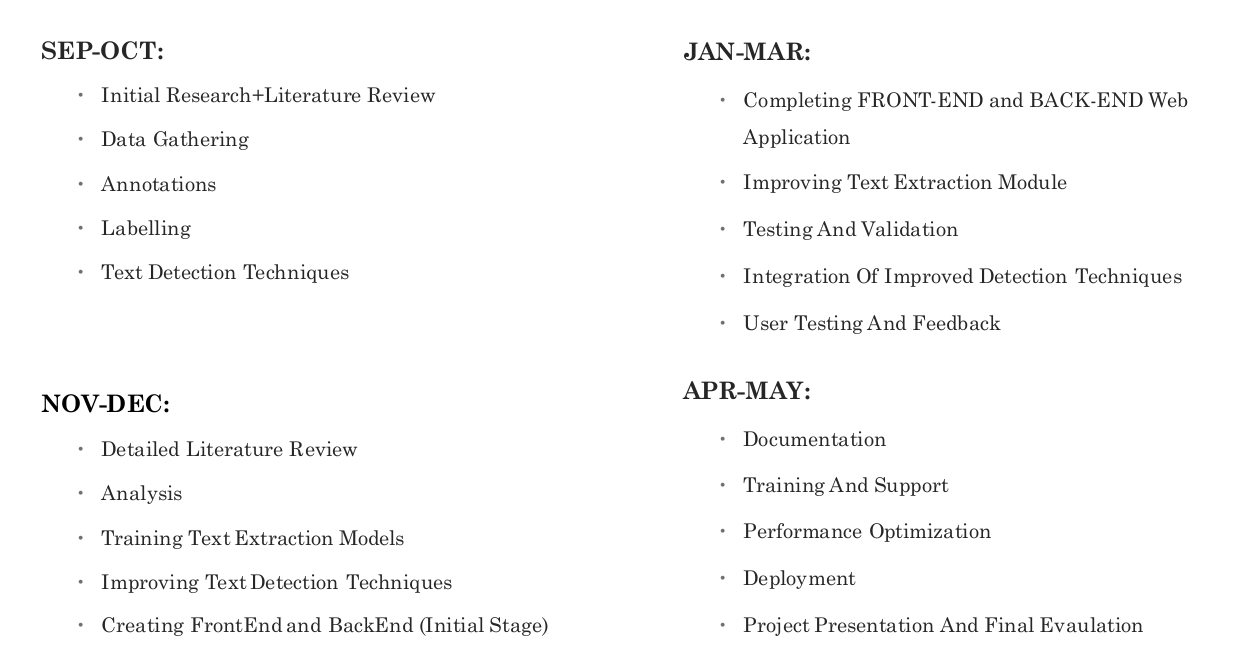 SEP-OCT:
• Initial Research+Literature Review
• Data Gathering
• Annotations
• Labelling
• Text Detection Techniques
NOV-DEC:
• Detailed Literature Review
• Analysis
• Training Text Extraction Models
• Improving Text Detection Techniques
• Creating FrontEnd and BackEnd (Initial Stage)
JAN-MAR:
• Completing FRONT-END and BACK-END Web
Application
• Improving Text Extraction Module
• Testing And Validation
• Integration Of Improved Detection Techniques
• User Testing And Feedback
APR-MAY:
• Documentation
• Training And Support
• Performance Optimization
• Deployment
• Project Presentation And Final Evaulation